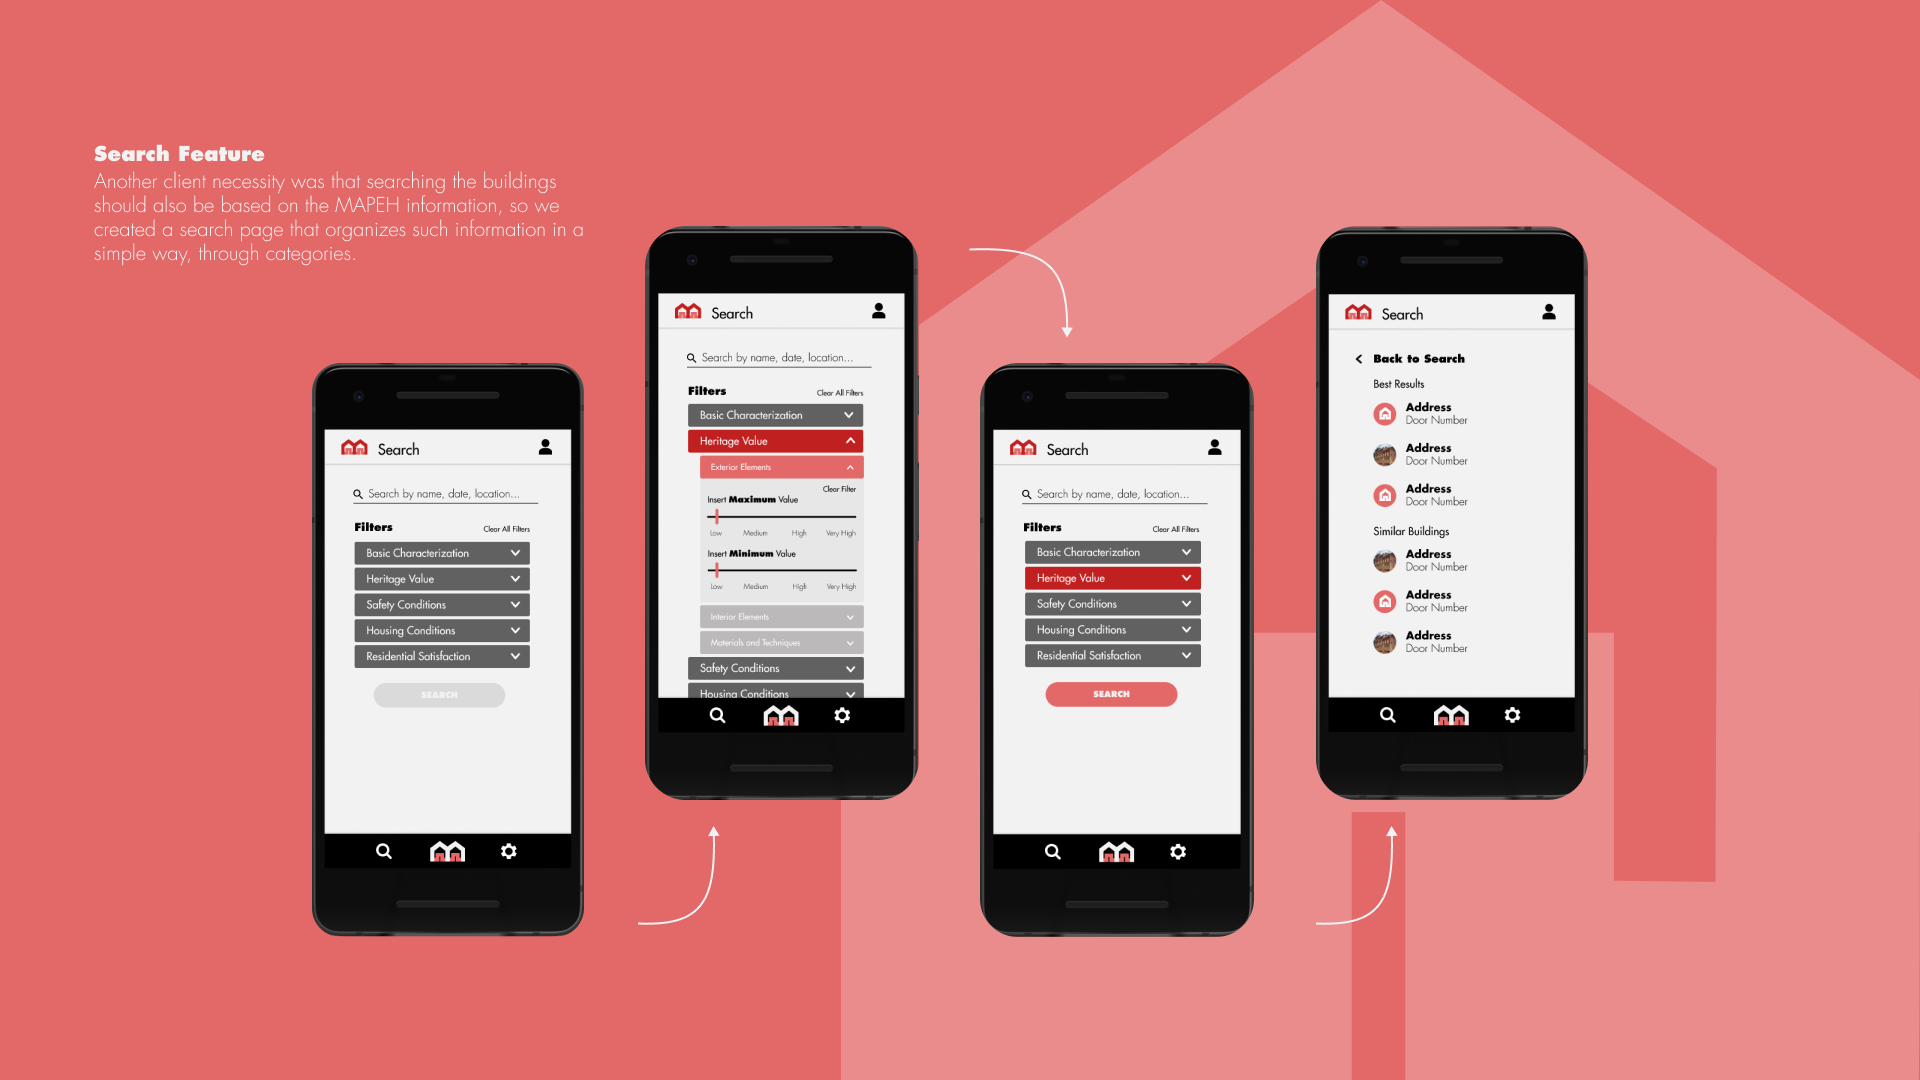 Search Feature
Another client necessity was that searching the buildings
should also be based on the MAPEH information, so we
created a search page that organizes such information in a
simple way, through categories.
Search
Search by name, date, location...
Filters
Clear All Filters
Basic Characterization
Heritage Value
Safety Conditions
Housing Conditions
Residential Satisfaction
SEARCH
Search
Search by name, date, location...
Filters
Clear All Filters
Basic Characterization
Heritage Value
Exterior Elements
Clear Filter
Insert Maximum Value
Low Medium High Very High
Insert Minimum Value
Low Medium High Very High
Interior Elements
Materials and Techniques
Safety Conditions
Housing Conditions
Search
Search by name, date, location...
Filters
Clear All Filters
Basic Characterization
Heritage Value
Safety Conditions
Housing Conditions
Residential Satisfaction
SEARCH
Search
Back to Search
Best Results
Address
Door Number
Address
Door Number
Address
Door Number
Similar Buildings
Address
Door Number
Address
Door Number
Address
Door Number